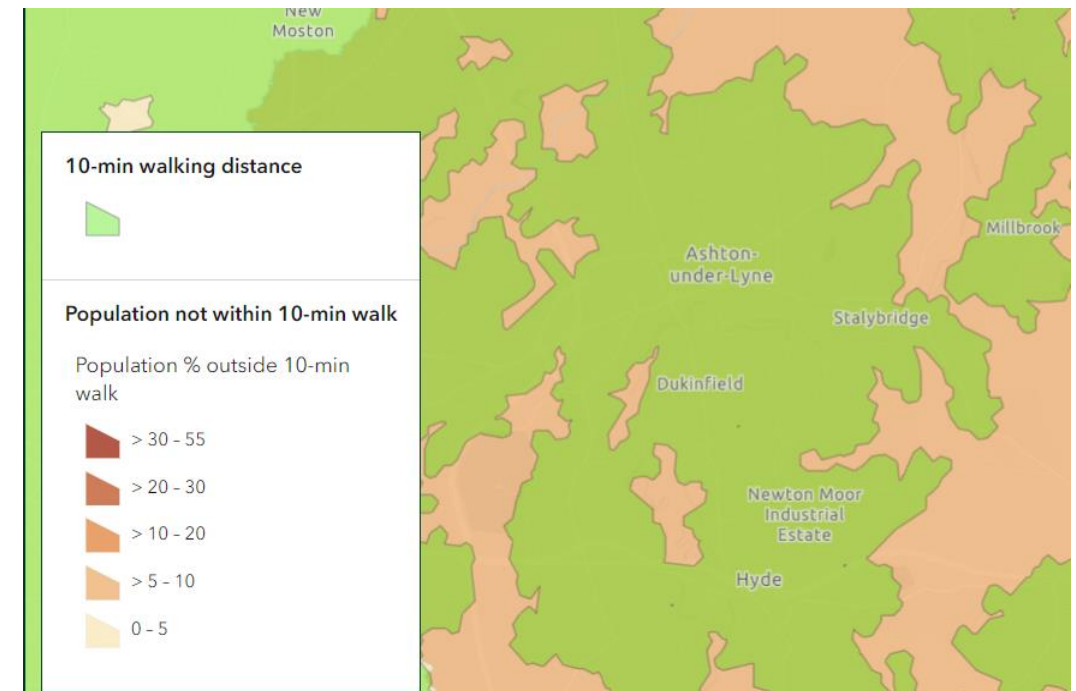 New
Moston
10-min walking distance
Population not within 10-min walk
Population % outside 10-min
walk
> 30 - 55
> 20 - 30
> 10 - 20
> 5 - 10
0 - 5
Millbrook
Ashton-
under-Lyne
Stalybridge
Dukinfield
Newton Moor
Industrial
Estate
Hyde